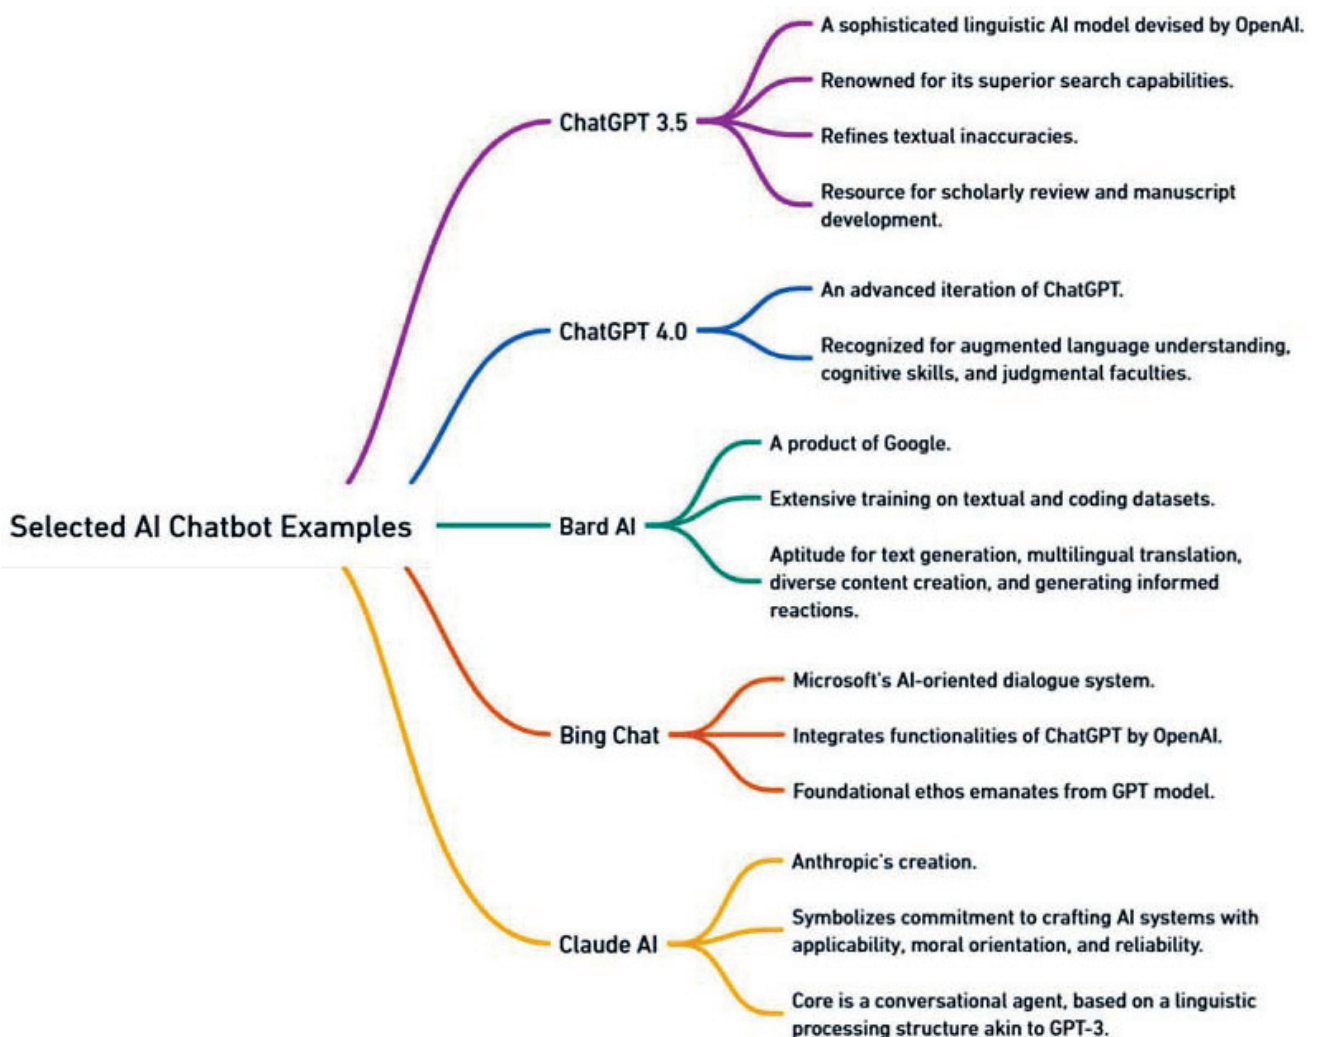 A sophisticated linguistic AI model devised by OpenAI.
Renowned for its superior search capabilities.
ChatGPT 3.5
Refines textual inaccuracies.
Resource for scholarly review and manuscript
development.
An advanced iteration of ChatGPT.
ChatGPT 4.0
Recognized for augmented language understanding,
cognitive skills, and judgmental faculties.
A product of Google.
Extensive training on textual and coding datasets.
Selected AI Chatbot Examples
Bard AI
Aptitude for text generation, multilingual translation,
diverse content creation, and generating informed
reactions.
Microsoft's AI-oriented dialogue system.
Bing Chat
Integrates functionalities of ChatGPT by OpenAI.
Foundational ethos emanates from GPT model.
Anthropic's creation.
Symbolizes commitment to crafting AI systems with
applicability, moral orientation, and reliability.
Claude AI
Core is a conversational agent, based on a linguistic
processing structure akin to GPT-3.